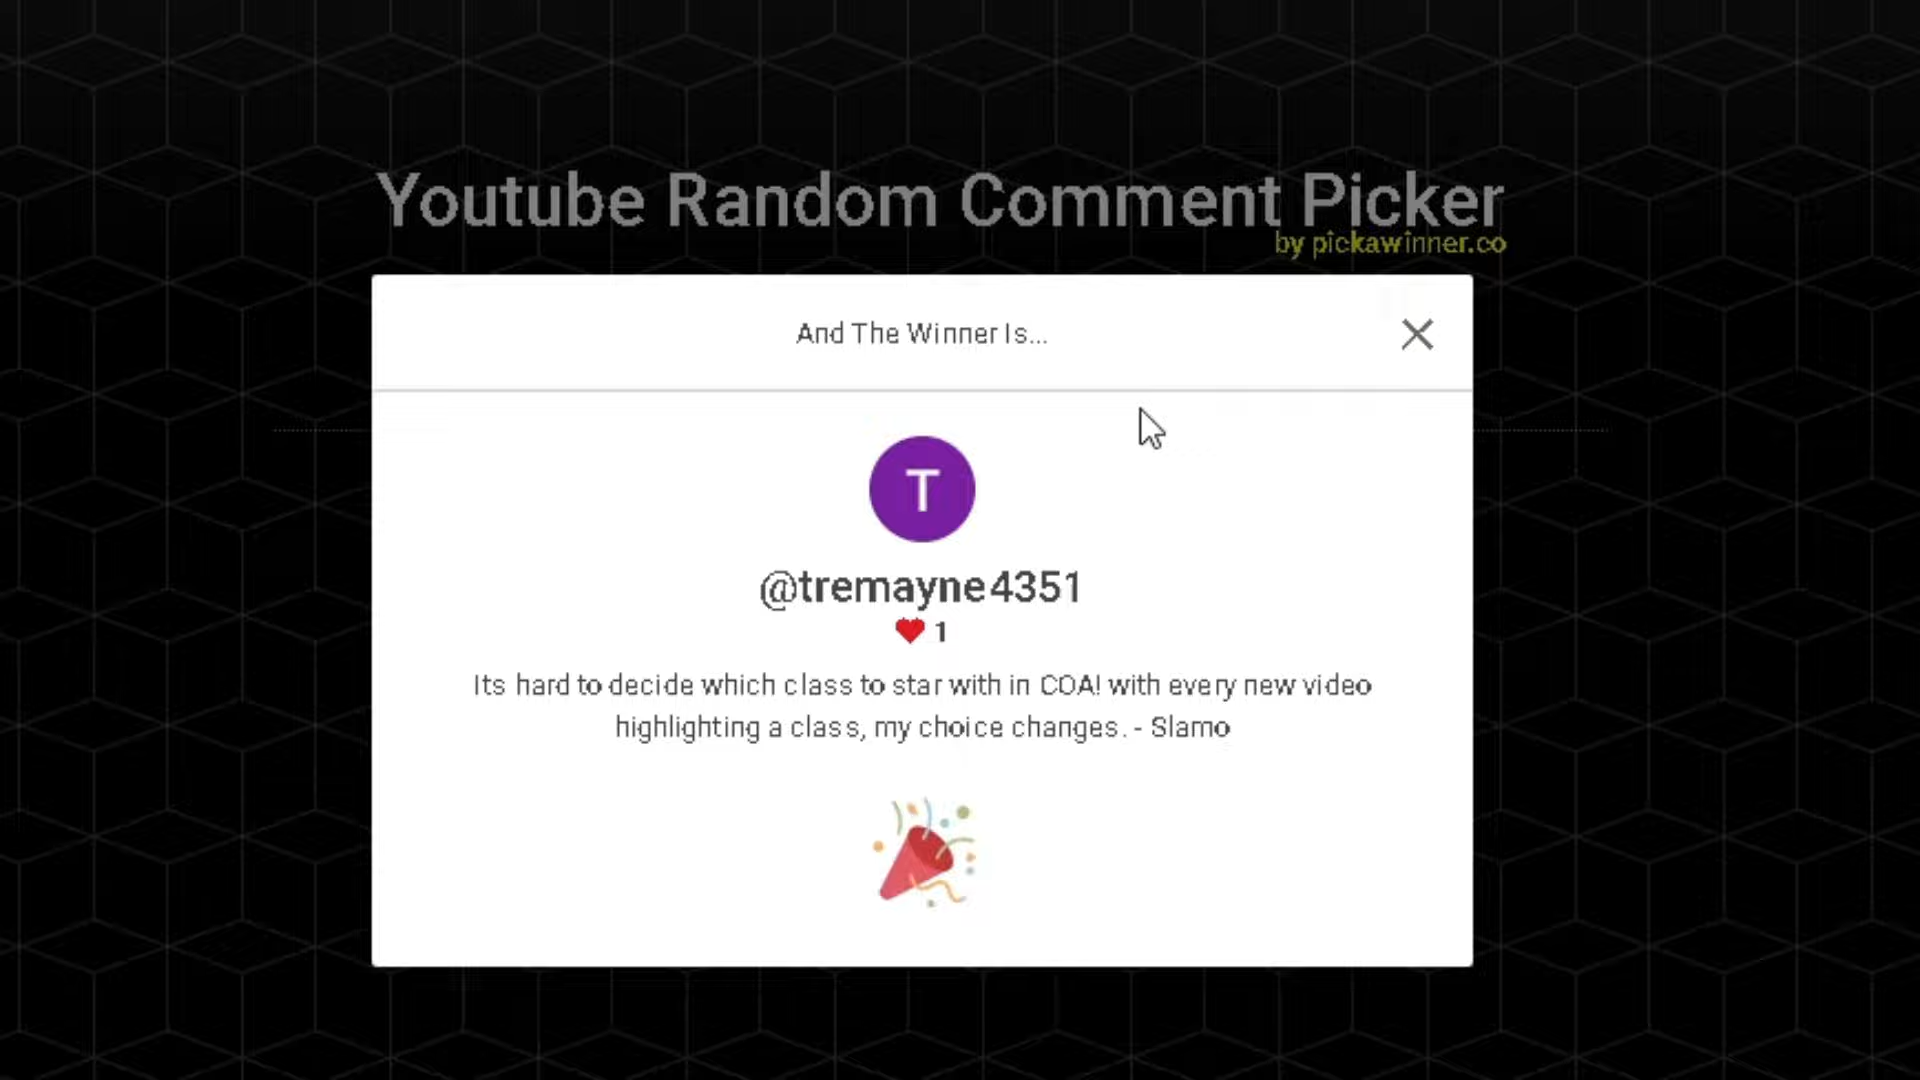 Youtube Random Comment Picker
by pickawinner.co
And The Winner Is...
T
@tremayne4351
1
Its hard to decide which class to star with in COA! with every new video
highlighting a class, my choice changes. - Slamo